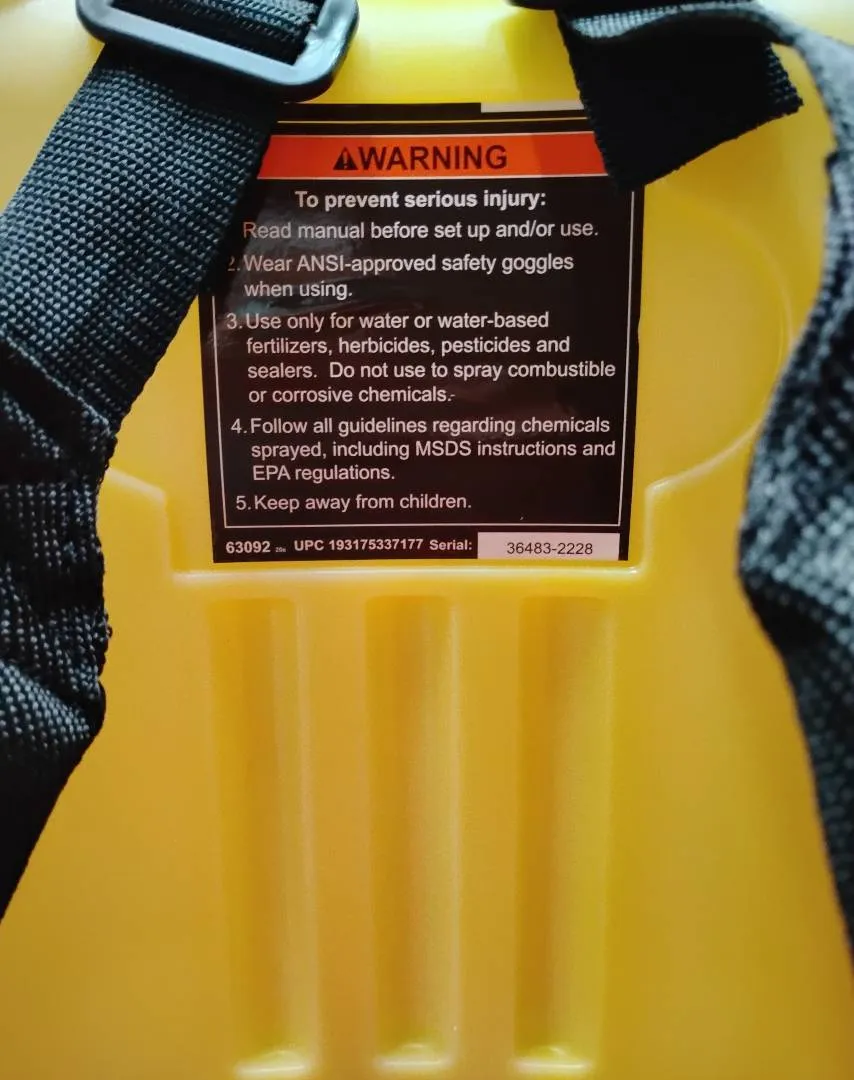 ⚠WARNING
To prevent serious injury:
Read manual before set up and/or use.
2. Wear ANSI-approved safety goggles
when using.
3. Use only for water or water-based
fertilizers, herbicides, pesticides and
sealers. Do not use to spray combustible
or corrosive chemicals.
4. Follow all guidelines regarding chemicals
sprayed, including MSDS instructions and
EPA regulations.
5. Keep away from children.
63092 UPC 193175337177 Serial: 36483-2228